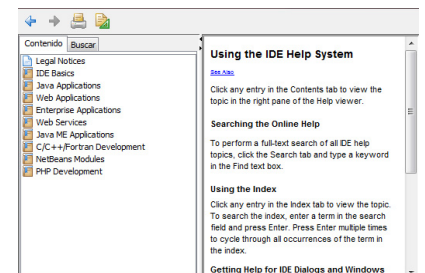 Contenido Buscar
Legal Notices
IDE Basics
Java Applications
Web Applications
Enterprise Applications
Web Services
Java ME Applications
C/C++/Fortran Development
NetBeans Modules
PHP Development
Using the IDE Help System
See Also
Click any entry in the Contents tab to view the
topic in the right pane of the Help viewer.
Searching the Online Help
To perform a full-text search of all IDE help
topics, click the Search tab and type a keyword
in the Find text box.
Using the Index
Click any entry in the Index tab to view the topic.
To search the index, enter a term in the search
field and press Enter. Press Enter multiple times
to cycle through all occurrences of the term in
the index.
Getting Help for IDE Dialogs and Windows